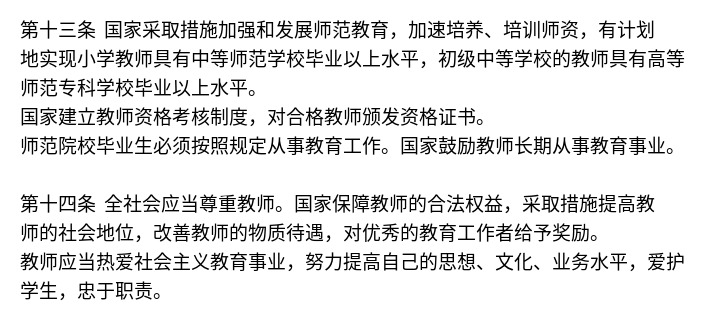 第十三条 国家采取措施加强和发展师范教育，加速培养、培训师资，有计划
地实现小学教师具有中等师范学校毕业以上水平，初级中等学校的教师具有高等
师范专科学校毕业以上水平。
国家建立教师资格考核制度，对合格教师颁发资格证书。
师范院校毕业生必须按照规定从事教育工作。国家鼓励教师长期从事教育事业。
第十四条 全社会应当尊重教师。国家保障教师的合法权益，采取措施提高教
师的社会地位，改善教师的物质待遇，对优秀的教育工作者给予奖励。
教师应当热爱社会主义教育事业，努力提高自己的思想、文化、业务水平，爱护
学生，忠于职责。